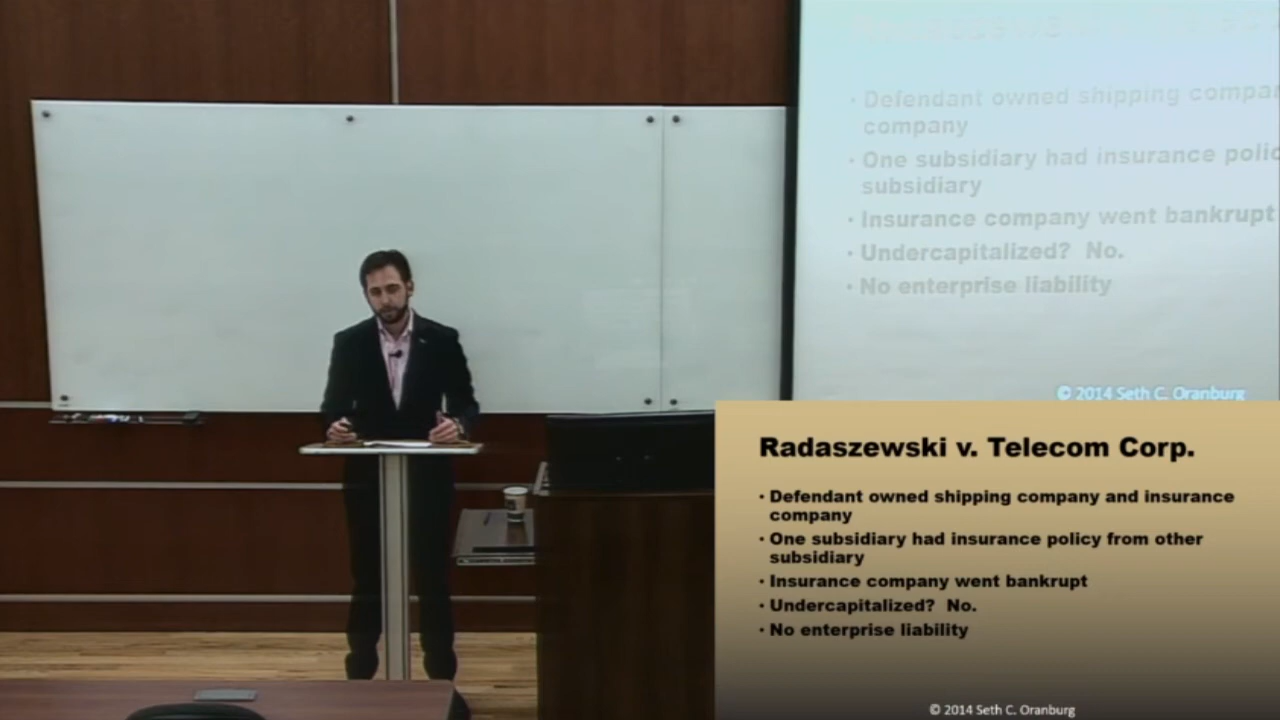 · Defendant owned shipping
company
· One subsidiary had insurance
subsidiary
· Insurance company went bankrupt
· Undercapitalized? No.
· No enterprise liability
© 2014 Seth C. Oranburg
Radaszewski v. Telecom Corp.
· Defendant owned shipping company and insurance
company
· One subsidiary had insurance policy from other
subsidiary
· Insurance company went bankrupt
· Undercapitalized? No.
· No enterprise liability
© 2014 Seth C. Oranburg